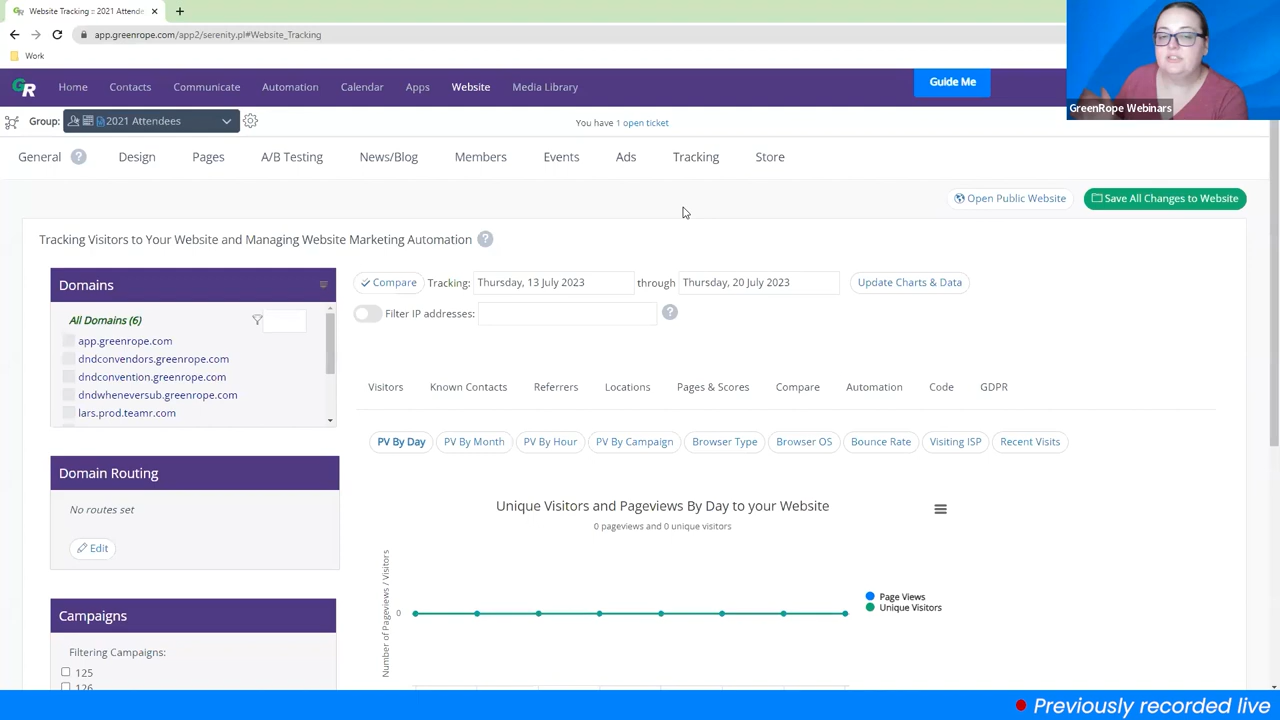 Website Tracking :: 2021 Attende
app.greenrope.com/app2/serenity.pl#Website_Tracking
Work
GreenRope Webinars
GR
Home Contacts Communicate Automation Calendar Apps Website Media Library
Guide Me
Group: 2021 Attendees
You have 1 open ticket
General ? Design Pages A/B Testing News/Blog Members Events Ads Tracking Store
Open Public Website
Save All Changes to Website
Tracking Visitors to Your Website and Managing Website Marketing Automation ?
Domains
All Domains (6)
app.greenrope.com
dndconvendors.greenrope.com
dndconvention.greenrope.com
dndwheneversub.greenrope.com
lars.prod.teamr.com
Domain Routing
No routes set
Edit
Campaigns
Filtering Campaigns:
125
126
Compare Tracking: Thursday, 13 July 2023 through Thursday, 20 July 2023 Update Charts & Data
Filter IP addresses: ?
Visitors Known Contacts Referrers Locations Pages & Scores Compare Automation Code GDPR
PV By Day PV By Month PV By Hour PV By Campaign Browser Type Browser OS Bounce Rate Visiting ISP Recent Visits
Unique Visitors and Pageviews By Day to your Website
0 pageviews and 0 unique visitors
Number of Pageviews / Visitors
0
Page Views
Unique Visitors
Previously recorded live